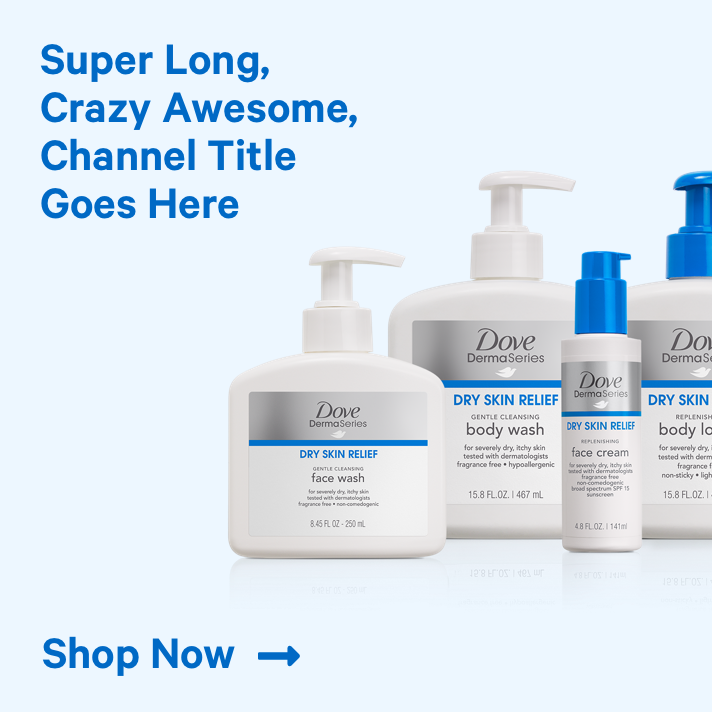 Super Long,
Crazy Awesome,
Channel Title
Goes Here
Dove
DermaSeries
DRY SKIN RELIEF
GENTLE CLEANSING
face wash
for severely dry, itchy skin
tested with dermatologists
fragrance free • non-comedogenic
8.45 FL OZ - 250 mL
Dove
DermaSeries
DRY SKIN RELIEF
GENTLE CLEANSING
body wash
for severely dry, itchy skin
tested with dermatologists
fragrance free • hypoallergenic
15.8 FL.OZ. | 467 mL
Dove
DermaSeries
DRY SKIN RELIEF
REPLENISHING
face cream
for severely dry, itchy skin
tested with dermatologists
fragrance free
non-comedogenic
broad spectrum SPF 15
sunscreen
4.8 FL.OZ. | 141ml
DRY SKIN
body
for severely dry,
tested with
fragrance
non-sticky •
15.8 FL.OZ. |
Shop Now